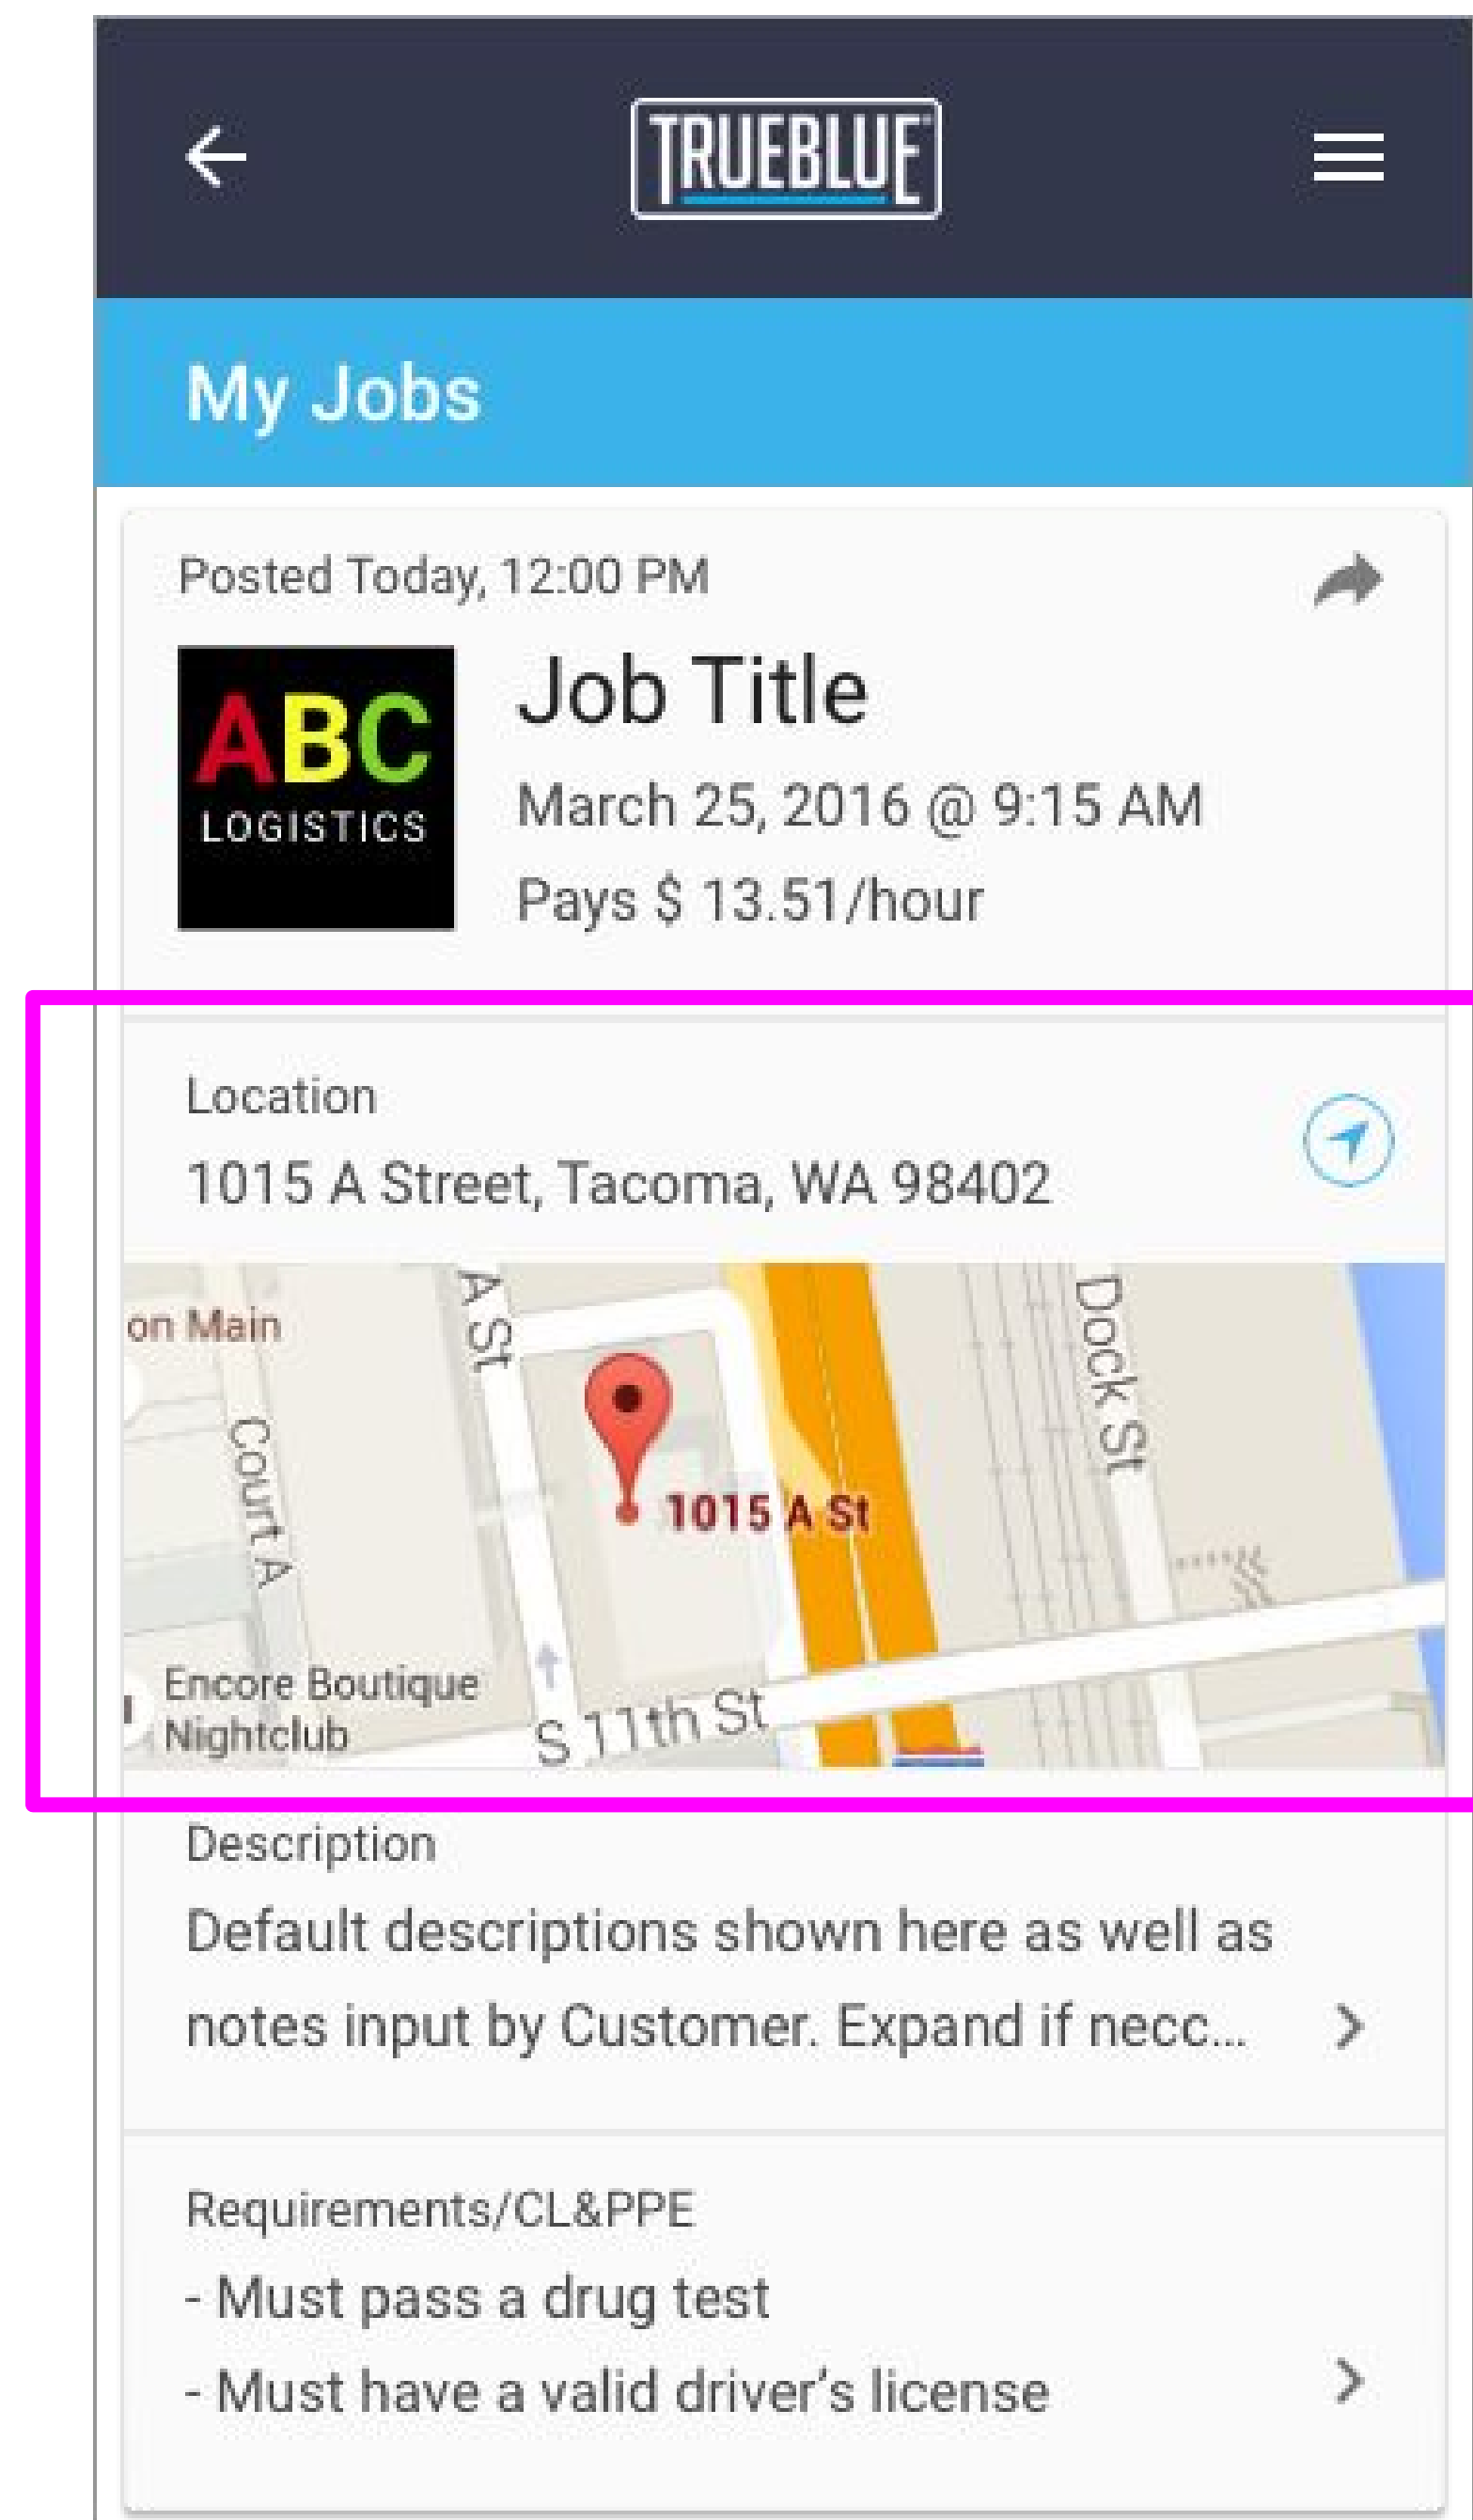 TRUEBLUE
My Jobs
Posted Today, 12:00 PM
ABC
LOGISTICS
Job Title
March 25, 2016 @ 9:15 AM
Pays $ 13.51/hour
Location
1015 A Street, Tacoma, WA 98402
on Main
A St
Dock St
Court A
1015 A St
Encore Boutique
Nightclub
S 11th St
Description
Default descriptions shown here as well as
notes input by Customer. Expand if necc...
Requirements/CL&PPE
- Must pass a drug test
- Must have a valid driver’s license